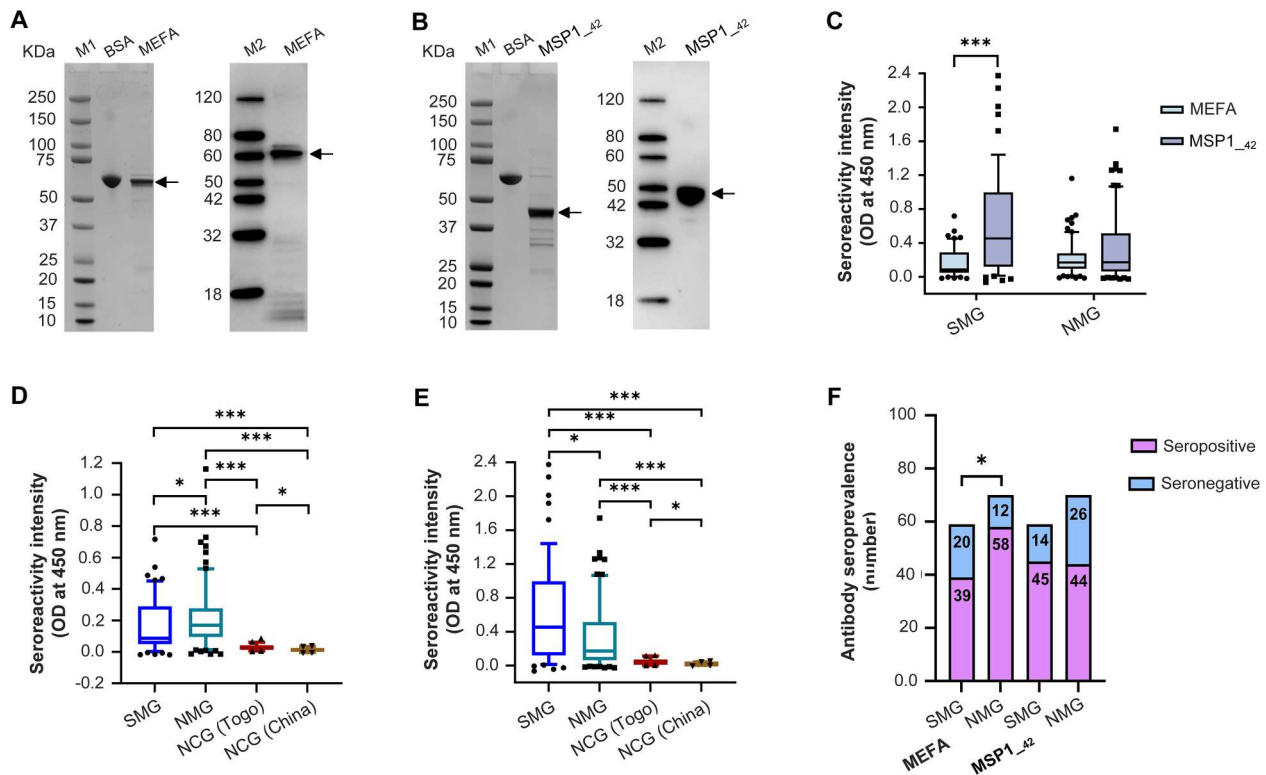 A
KDa
M1
BSA
MEFA
250
150
100
75
50
37
25
20
15
10
M2
MEFA
120
80
60
50
42
32
18
B
KDa
M1
BSA
MSP1_42
250
150
100
75
50
37
25
20
15
10
M2
MSP1_42
120
80
60
50
42
32
18
C
***
Seroreactivity intensity
(OD at 450 nm)
2.4
2.0
1.6
1.2
0.8
0.4
0.0
SMG
NMG
MEFA
MSP1_42
D
***
***
***
*
*
***
Seroreactivity intensity
(OD at 450 nm)
1.2
1.0
0.8
0.6
0.4
0.2
0.0
-0.2
SMG
NMG
NCG (Togo)
NCG (China)
E
***
***
*
***
***
*
Seroreactivity intensity
(OD at 450 nm)
2.4
2.0
1.6
1.2
0.8
0.4
0.0
SMG
NMG
NCG (Togo)
NCG (China)
F
Antibody seroprevalence
(number)
100
80
60
40
20
0.0
*
20
39
12
58
14
45
26
44
SMG
NMG
SMG
NMG
MEFA
MSP1_42
Seropositive
Seronegative